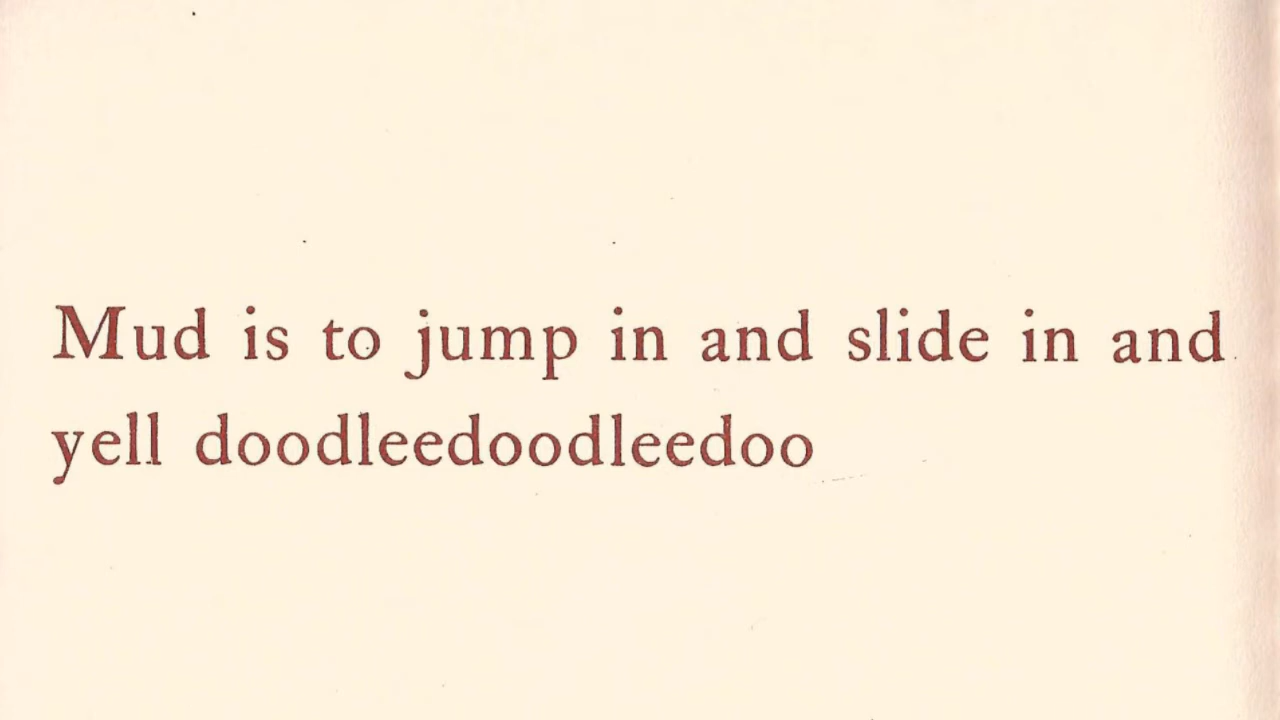 Mud is to jump in and slide in and
yell doodleedoodleedoo